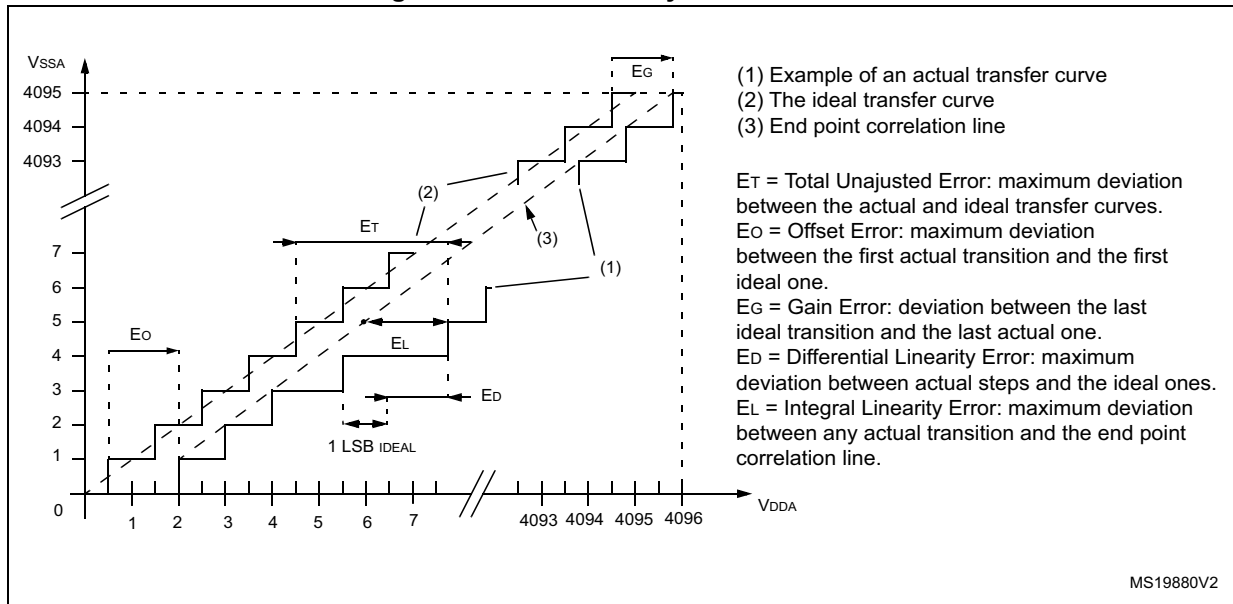 VSSA
EG
4095
4094
4093
(2)
ET
(3)
7
(1)
6
5
EO
EL
4
3
ED
2
1 LSB IDEAL
1
0
1 2 3 4 5 6 7 4093 4094 4095 4096
VDDA
(1) Example of an actual transfer curve
(2) The ideal transfer curve
(3) End point correlation line
ET = Total Unajusted Error: maximum deviation
between the actual and ideal transfer curves.
EO = Offset Error: maximum deviation
between the first actual transition and the first
ideal one.
EG = Gain Error: deviation between the last
ideal transition and the last actual one.
ED = Differential Linearity Error: maximum
deviation between actual steps and the ideal ones.
EL = Integral Linearity Error: maximum deviation
between any actual transition and the end point
correlation line.
MS19880V2